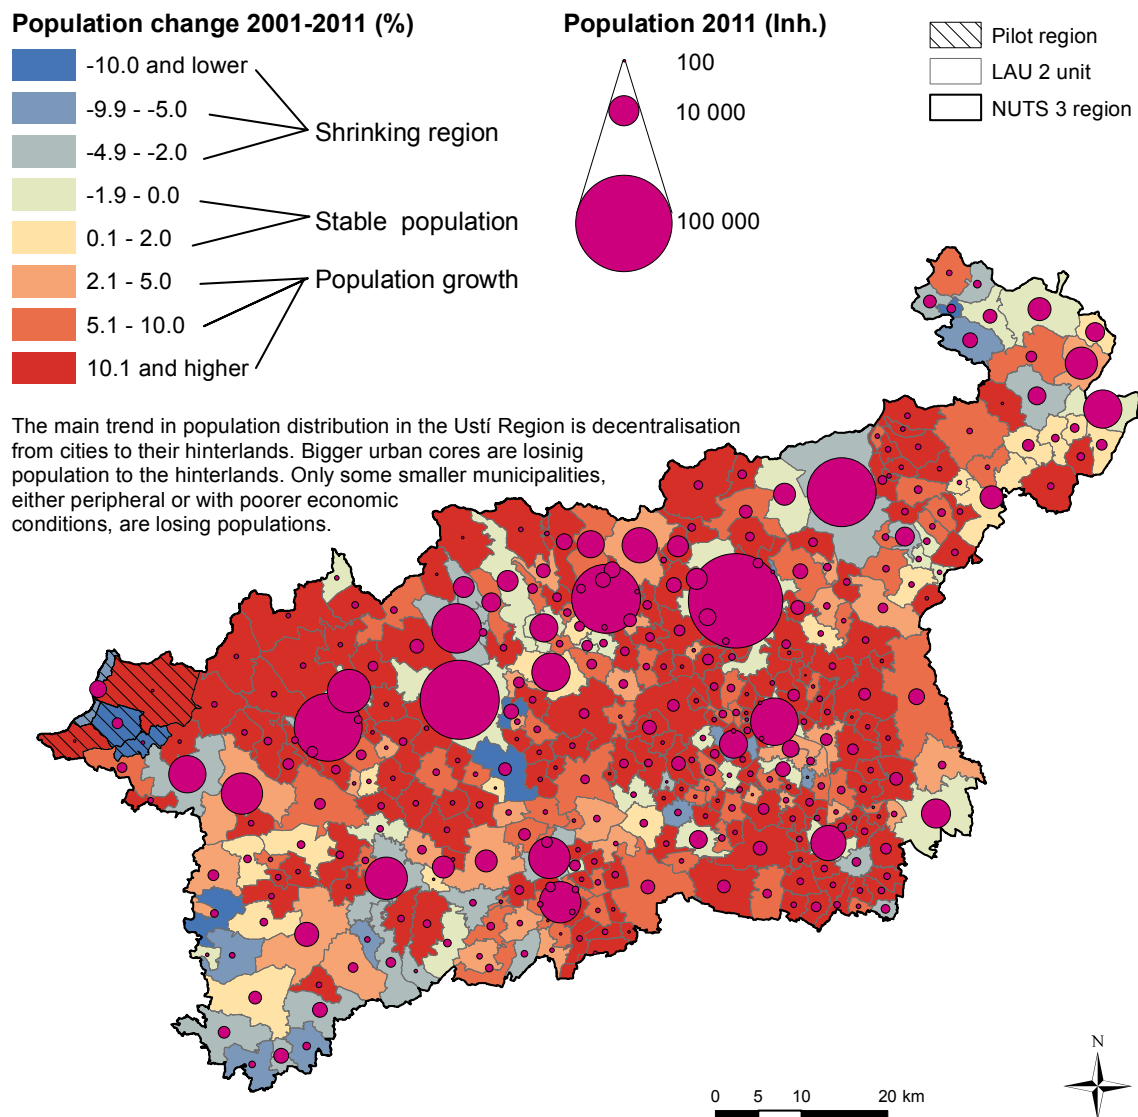 Population change 2001-2011 (%)
-10.0 and lower
-9.9 - -5.0
-4.9 - -2.0
-1.9 - 0.0
0.1 - 2.0
2.1 - 5.0
5.1 - 10.0
10.1 and higher
Shrinking region
Stable population
Population growth
Population 2011 (Inh.)
100
10 000
100 000
Pilot region
LAU 2 unit
NUTS 3 region
The main trend in population distribution in the Ustí Region is decentralisation
from cities to their hinterlands. Bigger urban cores are losinig
population to the hinterlands. Only some smaller municipalities,
either peripheral or with poorer economic
conditions, are losing populations.
N
0 5 10 20 km